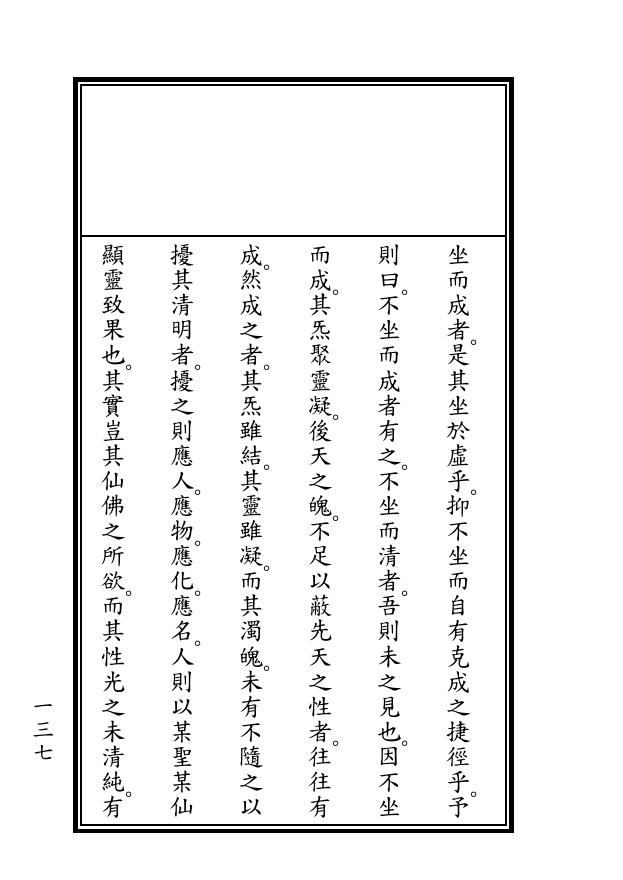 坐而成者。是其坐於虛乎。抑不坐而自有克成之捷徑乎。予
則曰。不坐而成者有之。不坐而清者。吾則未之見也。因不坐
而成。其炁聚靈凝。後天之魄。不足以蔽先天之性者。往往有
成。然成之者。其炁雖結。其靈雖凝。而其濁魄。未有不隨之以
擾其清明者。擾之則應人。應物。應化。應名。人則以某聖某仙
顯靈致果也。其實豈其仙佛之所欲。而其性光之未清純。有
一三七